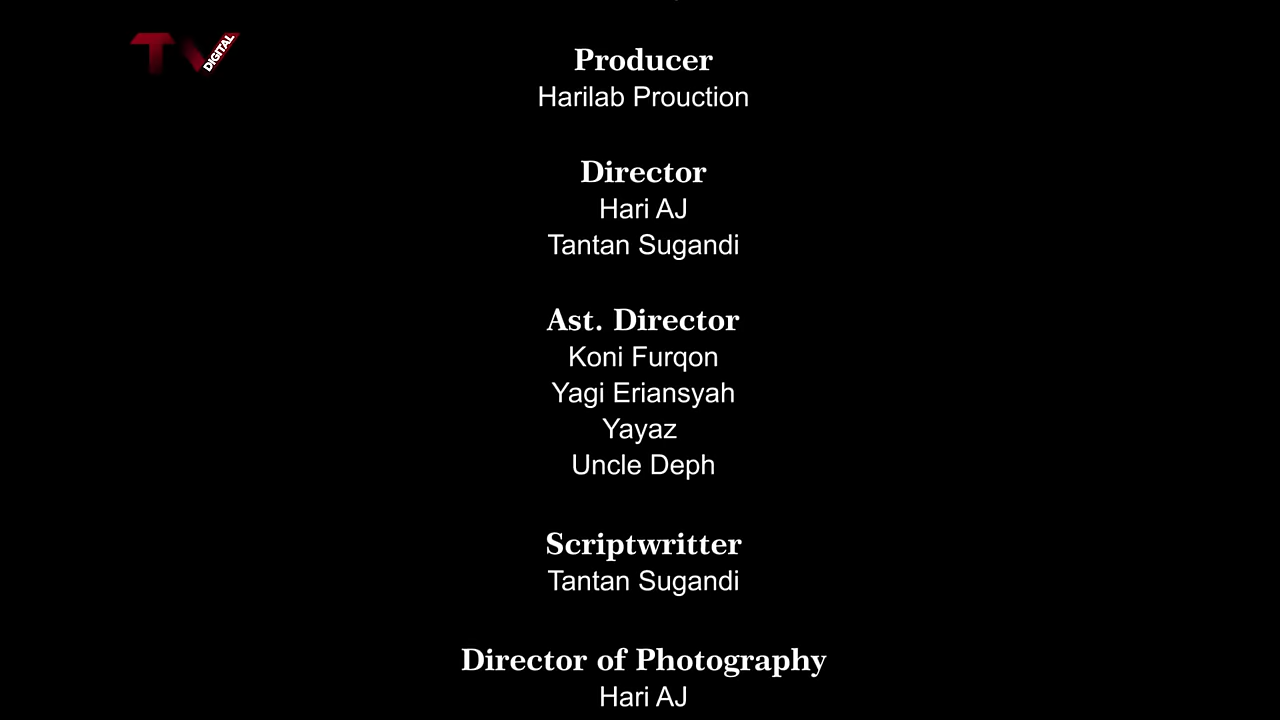 TV DIGITAL
Producer
Harilab Prouction
Director
Hari AJ
Tantan Sugandi
Ast. Director
Koni Furqon
Yagi Eriansyah
Yayaz
Uncle Deph
Scriptwritter
Tantan Sugandi
Director of Photography
Hari AJ